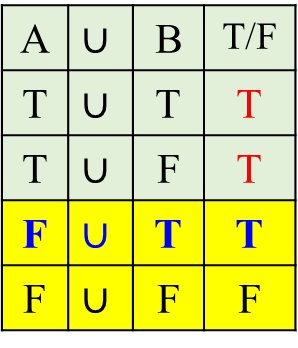 A ∪ B T/F
T ∪ T T
T ∪ F T
F ∪ T T
F ∪ F F